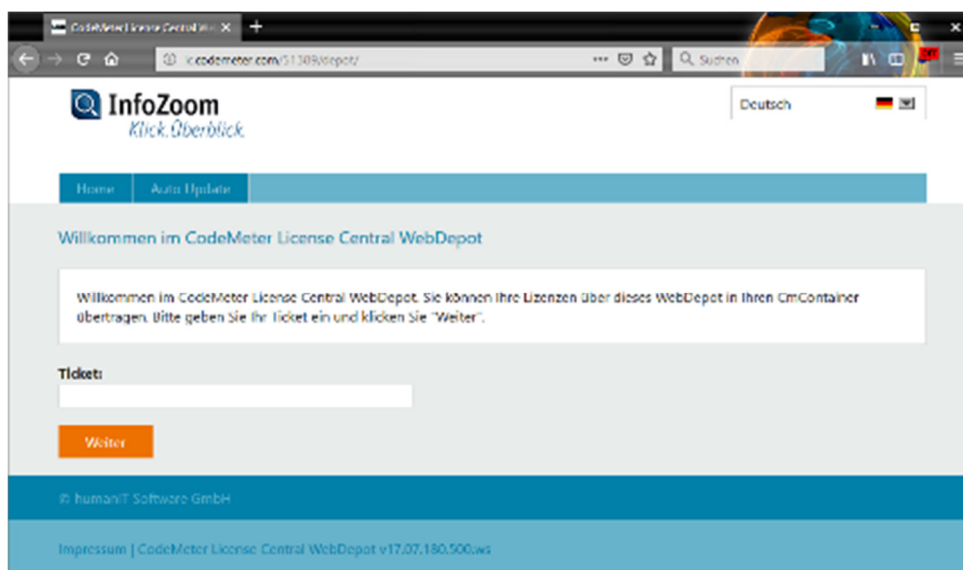 CodeMeter License Central We
lc.codemeter.com/51389/depot/
Suchen
InfoZoom
Klick.Überblick.
Deutsch
Home Auto Update
Willkommen im CodeMeter License Central WebDepot
Willkommen im CodeMeter License Central WebDepot. Sie können Ihre Lizenzen über dieses WebDepot in Ihren CmContainer
übertragen. Bitte geben Sie Ihr Ticket ein und klicken Sie "Weiter".
Ticket:
Weiter
© humanIT Software GmbH
Impressum | CodeMeter License Central WebDepot v17.07.180.500.ws